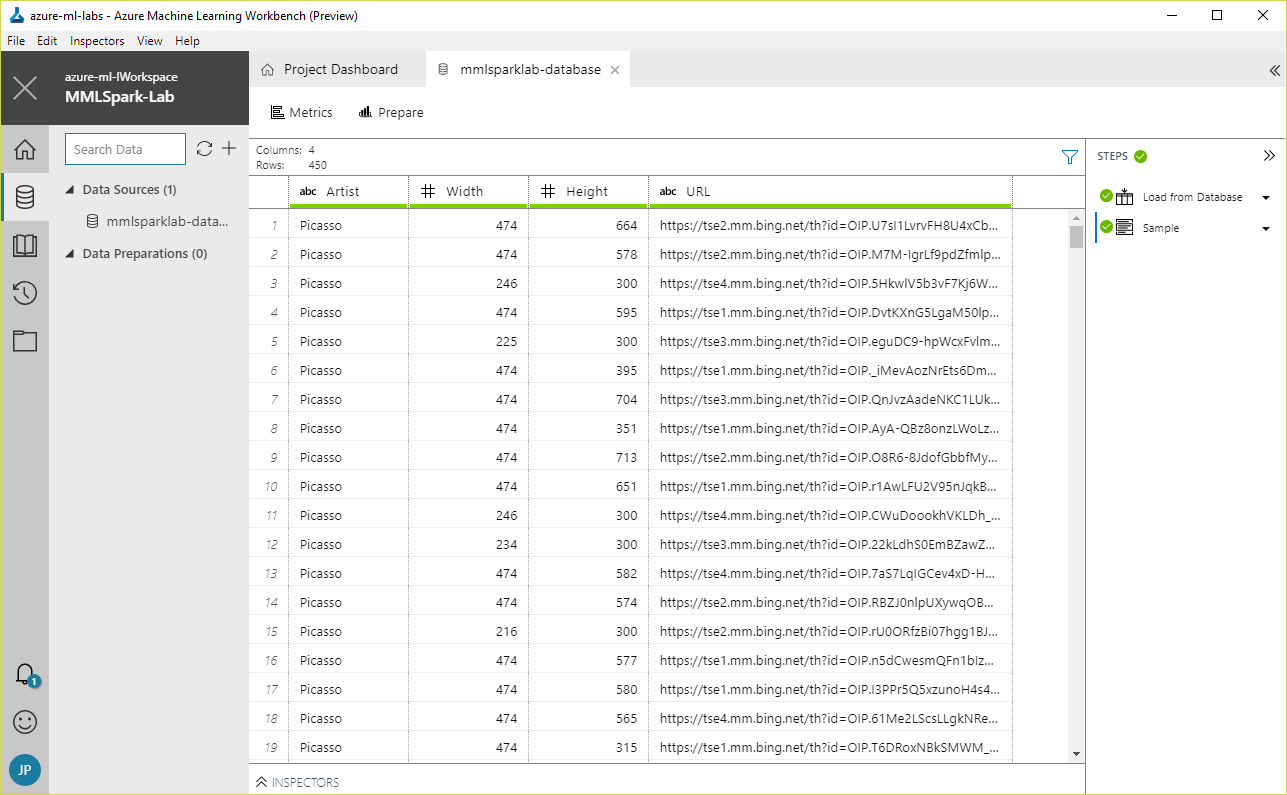 azure-ml-labs - Azure Machine Learning Workbench (Preview)
File Edit Inspectors View Help
azure-ml-lWorkspace
MMLSpark-Lab
Project Dashboard
mmlsparklab-database
Metrics
Prepare
Search Data
Data Sources (1)
mmlsparklab-data...
Data Preparations (0)
1
JP
Columns: 4
Rows: 450
abc Artist # Width # Height abc URL
1 Picasso 474 664 https://tse2.mm.bing.net/th?id=OIP.U7sI1LvrvFH8U4xCb...
2 Picasso 474 578 https://tse2.mm.bing.net/th?id=OIP.M7M-IgrLf9pdZfmlp...
3 Picasso 246 300 https://tse4.mm.bing.net/th?id=OIP.5HkwlV5b3vF7Kj6W...
4 Picasso 474 595 https://tse1.mm.bing.net/th?id=OIP.DvtKXnG5LgaM50lp...
5 Picasso 225 300 https://tse3.mm.bing.net/th?id=OIP.eguDC9-hpWcxFvlm...
6 Picasso 474 395 https://tse1.mm.bing.net/th?id=OIP._iMevAozNrEts6Dm...
7 Picasso 474 704 https://tse3.mm.bing.net/th?id=OIP.QnJvzAadeNKC1LUk...
8 Picasso 474 351 https://tse1.mm.bing.net/th?id=OIP.AyA-QBz8onzLWoLz...
9 Picasso 474 713 https://tse2.mm.bing.net/th?id=OIP.O8R6-8JdofGbbfMy...
10 Picasso 474 651 https://tse1.mm.bing.net/th?id=OIP.r1AwLFU2V95nJqkB...
11 Picasso 246 300 https://tse4.mm.bing.net/th?id=OIP.CWuDoookhVKLDh_...
12 Picasso 234 300 https://tse3.mm.bing.net/th?id=OIP.22kLdhS0EmBZawZ...
13 Picasso 474 582 https://tse4.mm.bing.net/th?id=OIP.7aS7LqIGCev4xD-H...
14 Picasso 474 574 https://tse2.mm.bing.net/th?id=OIP.RBZJ0nlpUXywqOB...
15 Picasso 216 300 https://tse2.mm.bing.net/th?id=OIP.rU0ORfzBi07hgg1BJ...
16 Picasso 474 577 https://tse1.mm.bing.net/th?id=OIP.n5dCwesmQFn1bIz...
17 Picasso 474 580 https://tse1.mm.bing.net/th?id=OIP.I3PPr5Q5xzunoH4s4...
18 Picasso 474 565 https://tse4.mm.bing.net/th?id=OIP.61Me2LScsLLgkNRe...
19 Picasso 474 315 https://tse1.mm.bing.net/th?id=OIP.T6DRoxNBkSMWM_...
INSPECTORS
STEPS
Load from Database
Sample